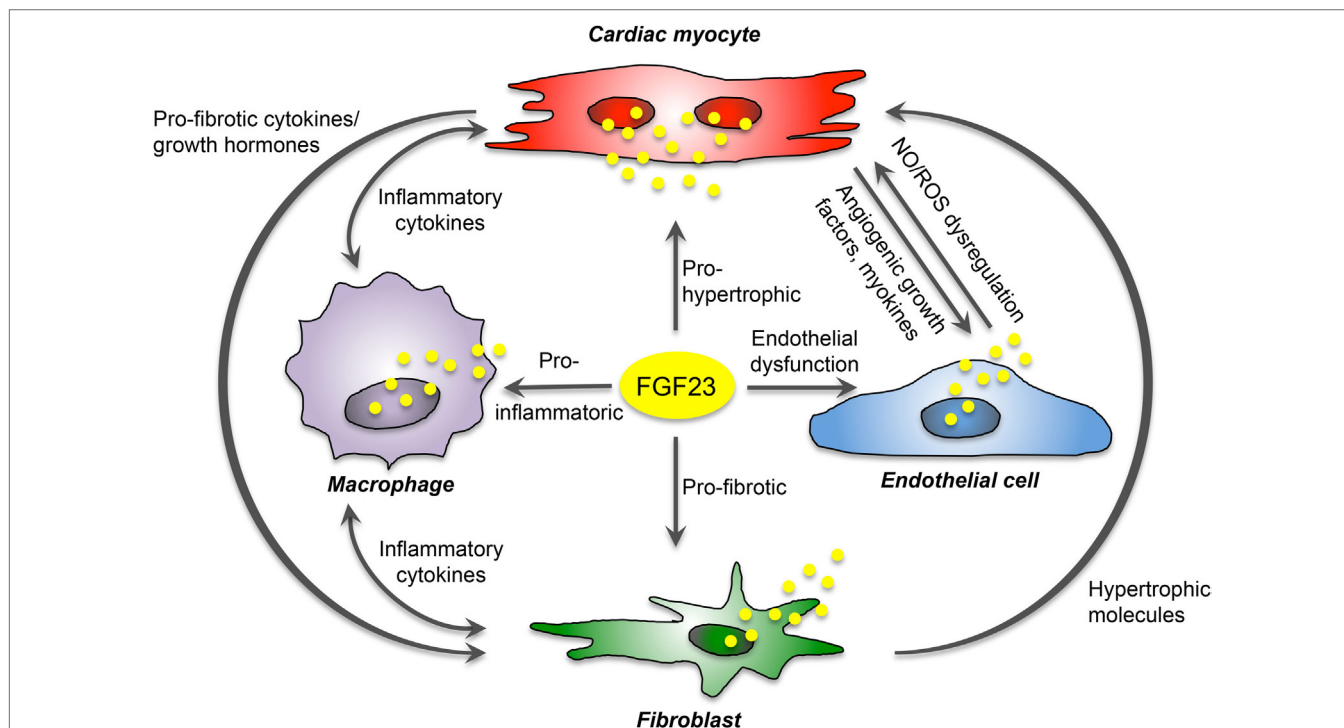 Cardiac myocyte
Pro-fibrotic cytokines/
growth hormones
Inflammatory
cytokines
NO/ROS dysregulation
Angiogenic growth
factors, myokines
Pro-
hypertrophic
Endothelial
dysfunction
Pro-
inflammatoric
FGF23
Macrophage
Endothelial cell
Pro-fibrotic
Inflammatory
cytokines
Hypertrophic
molecules
Fibroblast